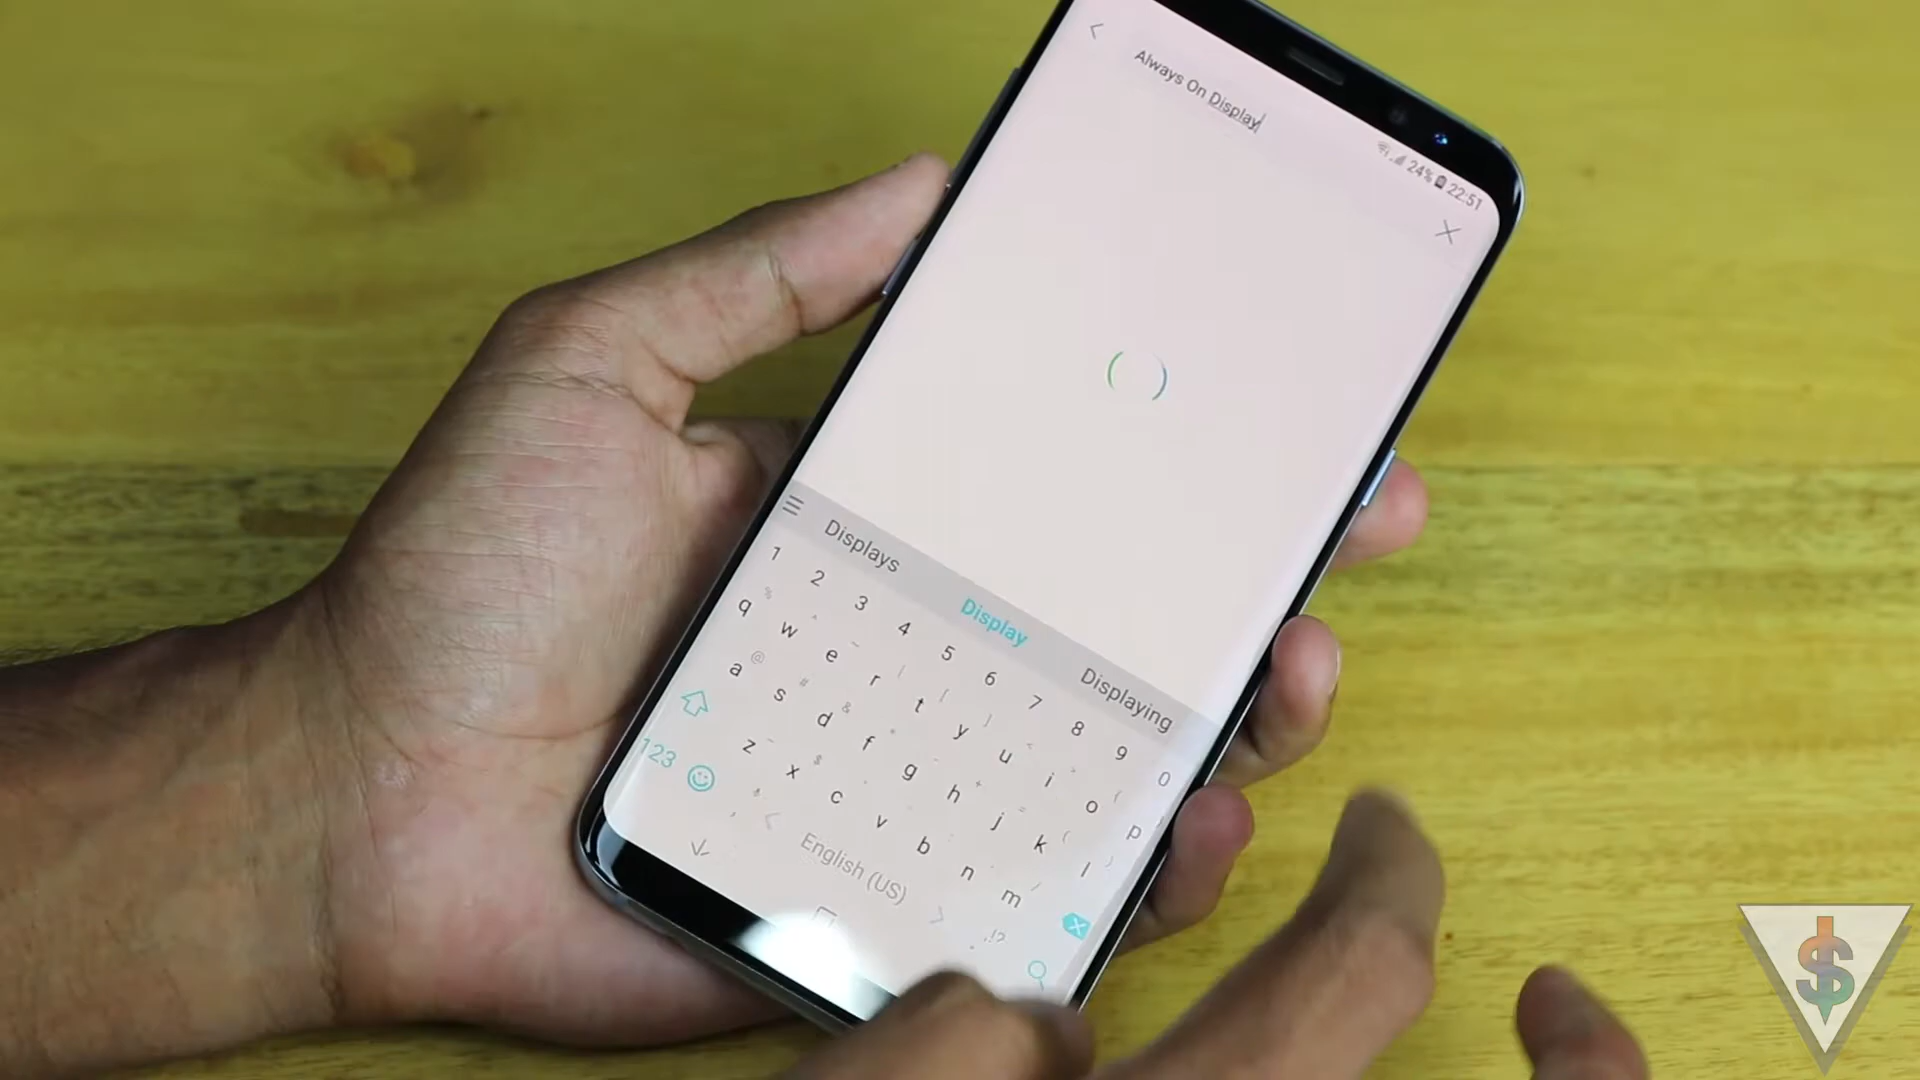 Always On Display
24% 22:51
Displays Display Displaying
1 2 3 4 5 6 7 8 9 0
q w e r t y u i o p
a s d f g h j k l
z x c v b n m
123 , English (US) .!?
$